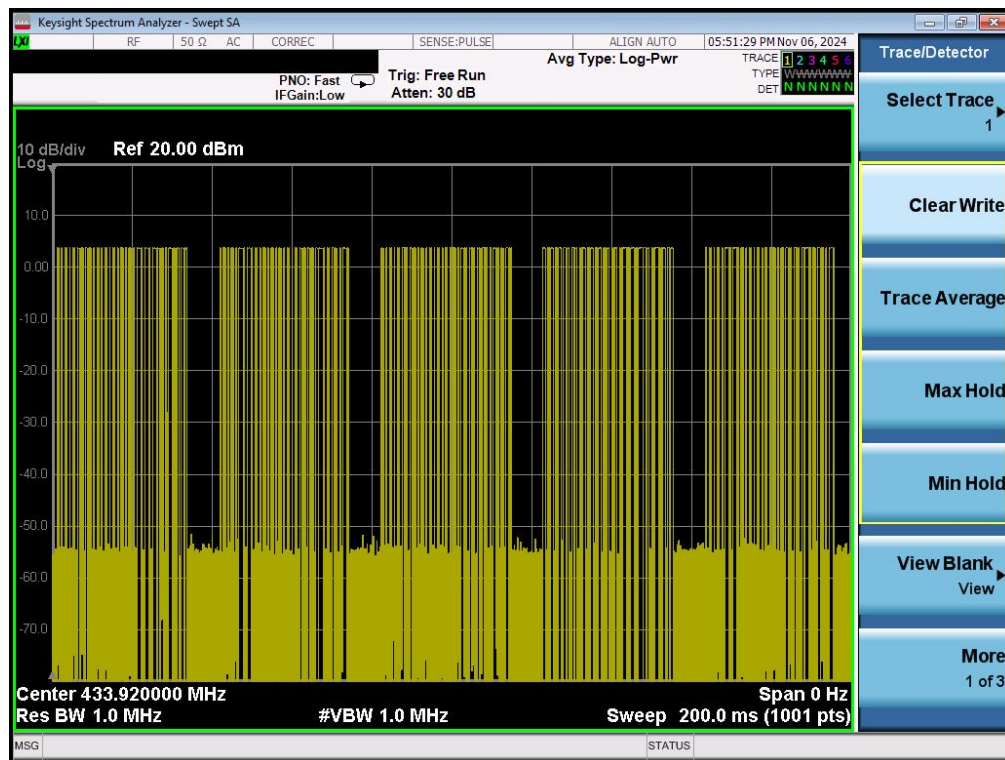 Keysight Spectrum Analyzer - Swept SA
LXI RF 50 Ω AC CORREC SENSE:PULSE ALIGN AUTO 05:51:29 PM Nov 06, 2024
Avg Type: Log-Pwr
TRACE 1 2 3 4 5 6
PNO: Fast
Trig: Free Run
TYPE WWWWWW
IFGain:Low
Atten: 30 dB
DET N N N N N N
10 dB/div Ref 20.00 dBm
Log
10.0
0.00
-10.0
-20.0
-30.0
-40.0
-50.0
-60.0
-70.0
Center 433.920000 MHz
Span 0 Hz
Res BW 1.0 MHz
#VBW 1.0 MHz
Sweep 200.0 ms (1001 pts)
MSG
STATUS
Trace/Detector
Select Trace
1
Clear Write
Trace Average
Max Hold
Min Hold
View Blank
View
More
1 of 3